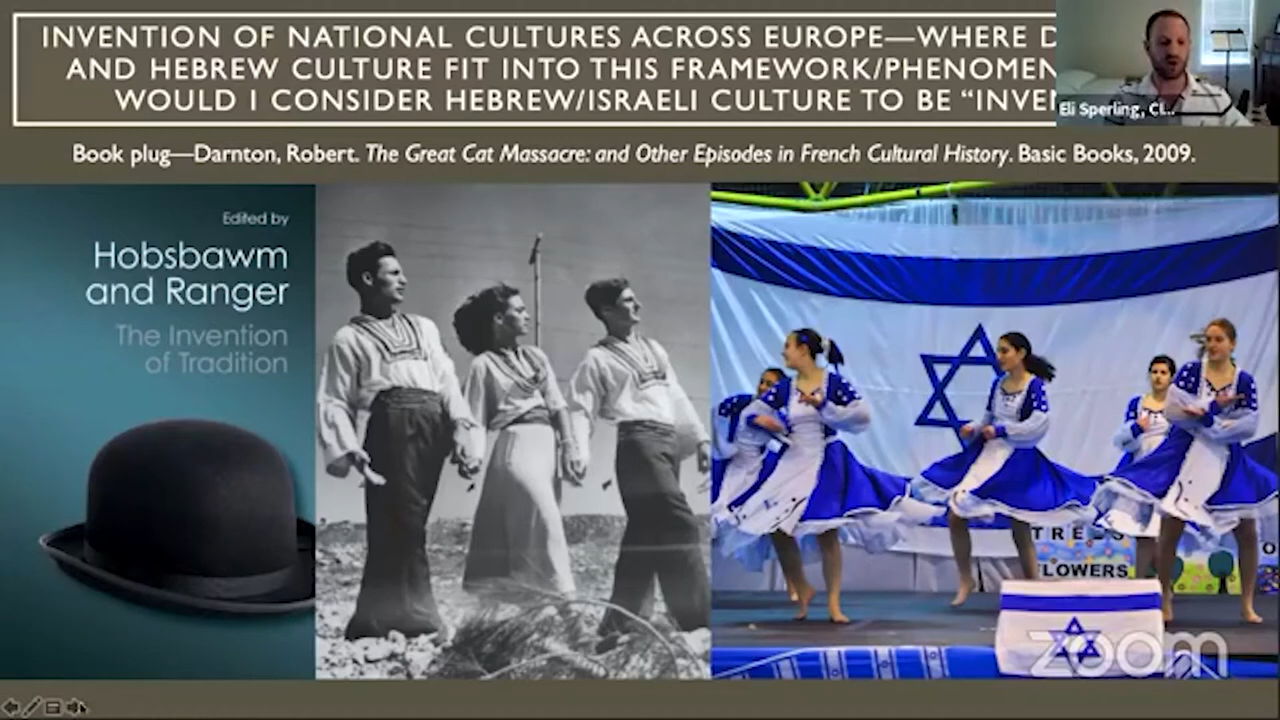 INVENTION OF NATIONAL CULTURES ACROSS EUROPE—WHERE D
AND HEBREW CULTURE FIT INTO THIS FRAMEWORK/PHENOMEN
WOULD I CONSIDER HEBREW/ISRAELI CULTURE TO BE “INVEN
Eli Sperling, CI...
Book plug—Darnton, Robert. The Great Cat Massacre: and Other Episodes in French Cultural History. Basic Books, 2009.
Edited by
Hobsbawm
and Ranger
The Invention
of Tradition
TREES
FLOWERS
zoom